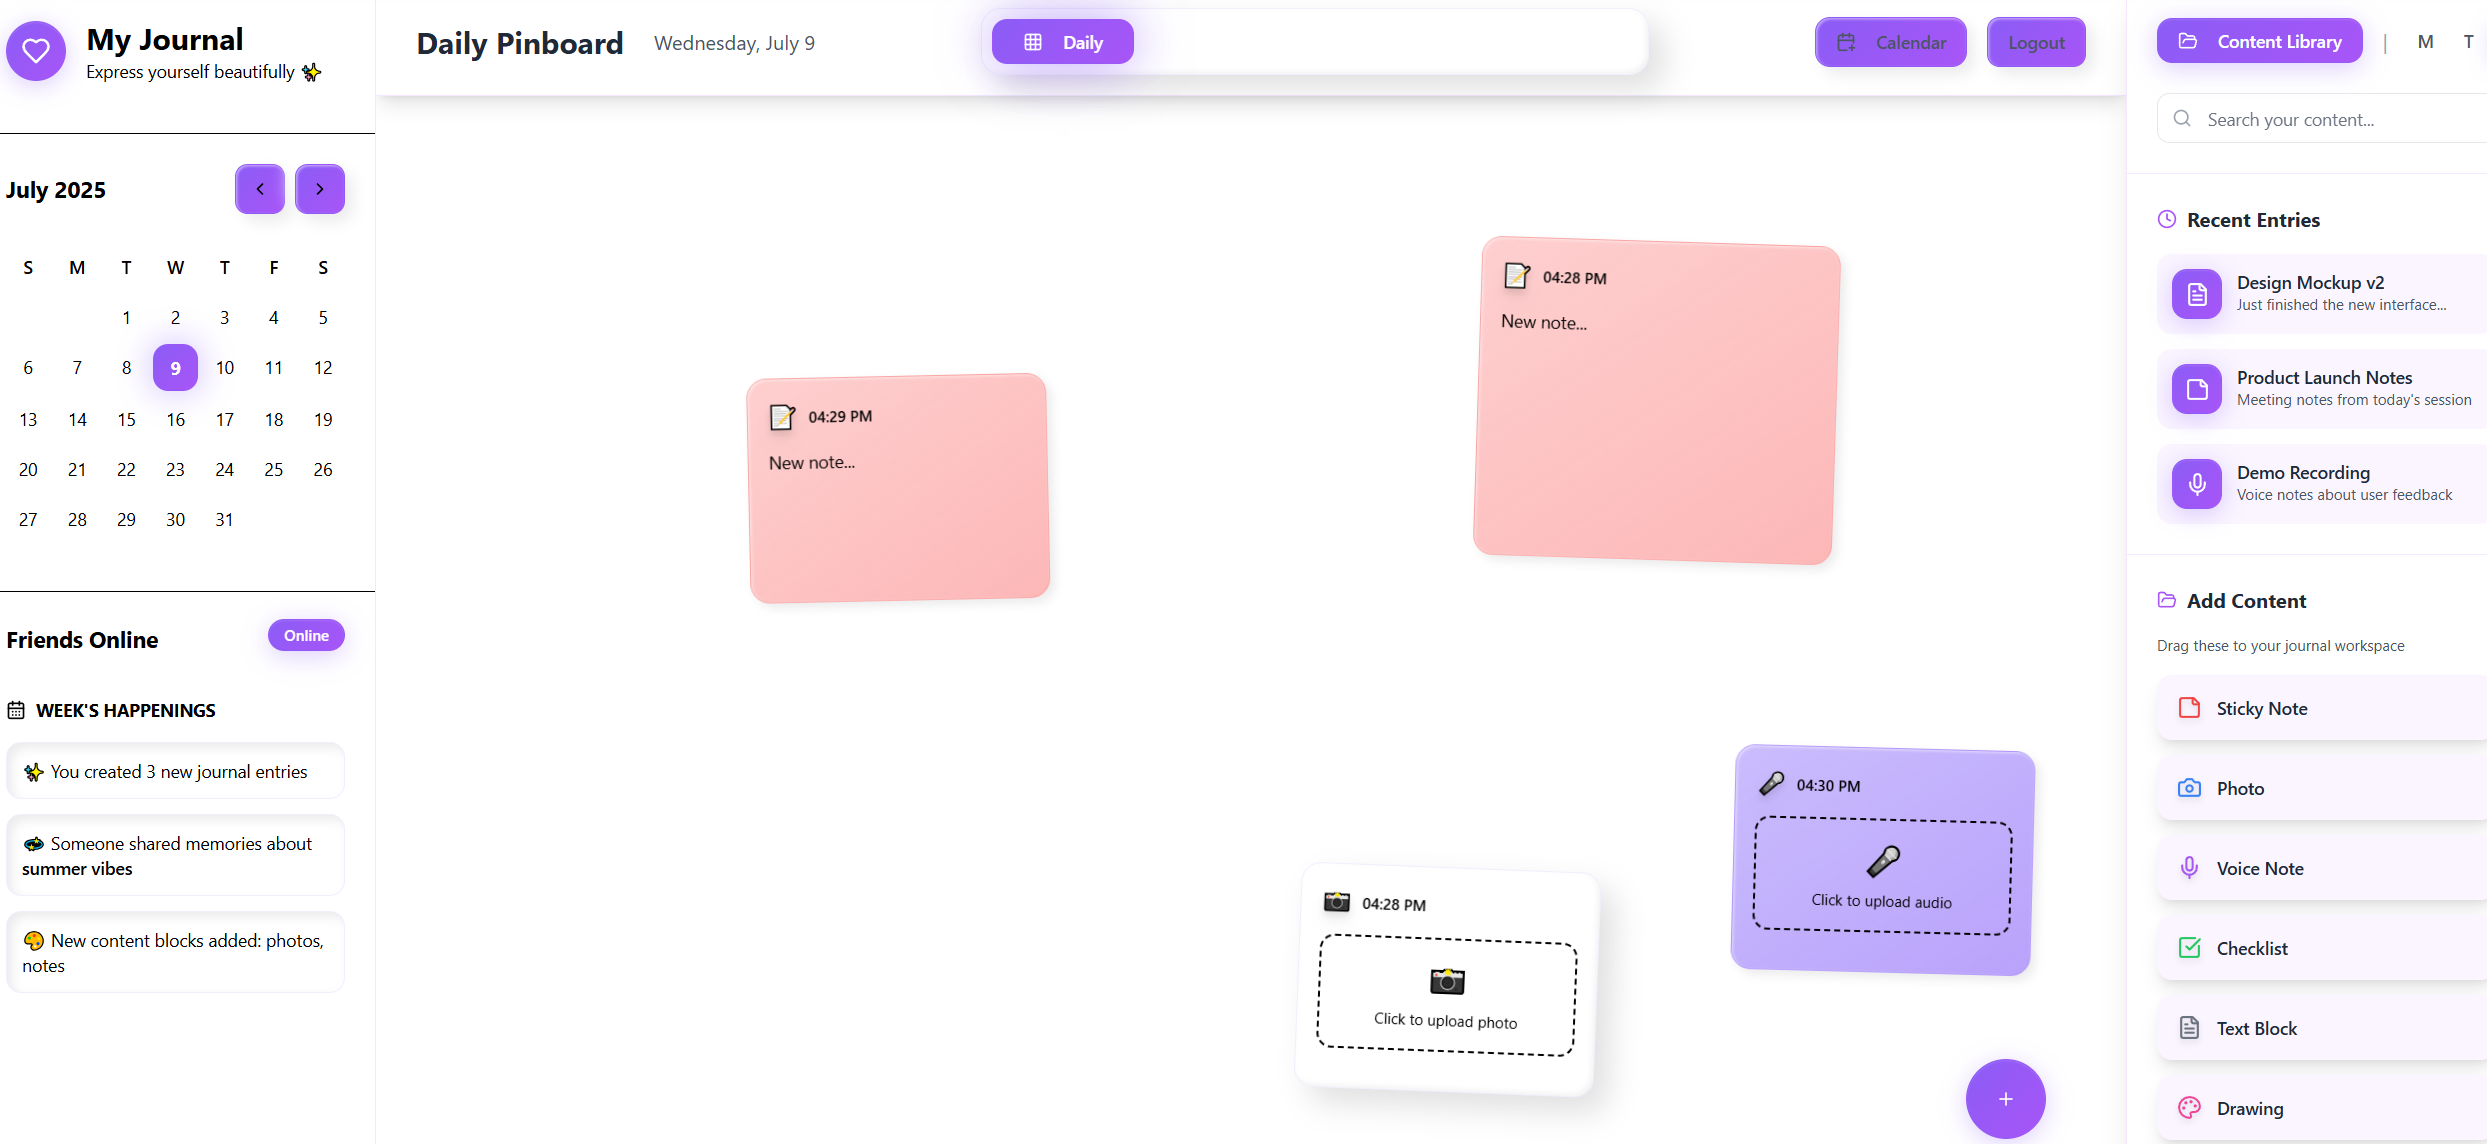 My Journal
Express yourself beautifully ✨
July 2025
S M T W T F S
1 2 3 4 5
6 7 8 9 10 11 12
13 14 15 16 17 18 19
20 21 22 23 24 25 26
27 28 29 30 31
Friends Online
Online
WEEK'S HAPPENINGS
✨ You created 3 new journal entries
Someone shared memories about
summer vibes
🎨 New content blocks added: photos,
notes
Daily Pinboard
Wednesday, July 9
Daily
Calendar
Logout
📝 04:29 PM
New note...
📝 04:28 PM
New note...
📷 04:28 PM
Click to upload photo
🎤 04:30 PM
Click to upload audio
+
Content Library
| M T
Search your content...
Recent Entries
Design Mockup v2
Just finished the new interface...
Product Launch Notes
Meeting notes from today's session
Demo Recording
Voice notes about user feedback
Add Content
Drag these to your journal workspace
Sticky Note
Photo
Voice Note
Checklist
Text Block
Drawing